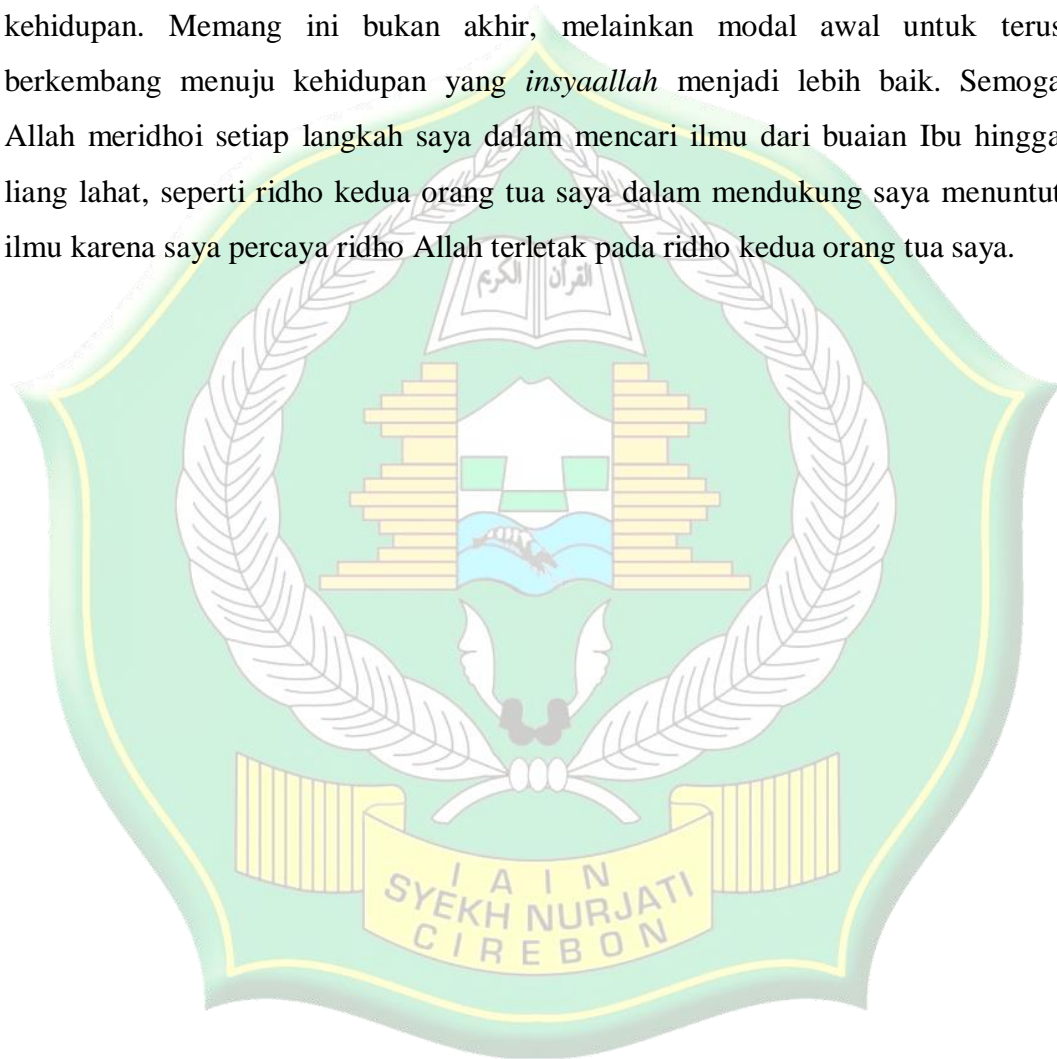 kehidupan. Memang ini bukan akhir, melainkan modal awal untuk terus
berkembang menuju kehidupan yang insyaallah menjadi lebih baik. Semoga
Allah meridhoi setiap langkah saya dalam mencari ilmu dari buaian Ibu hingga
liang lahat, seperti ridho kedua orang tua saya dalam mendukung saya menuntut
ilmu karena saya percaya ridho Allah terletak pada ridho kedua orang tua saya.
القرآن الكريم
IAIN
SYEKH NURJATI
CIREBON